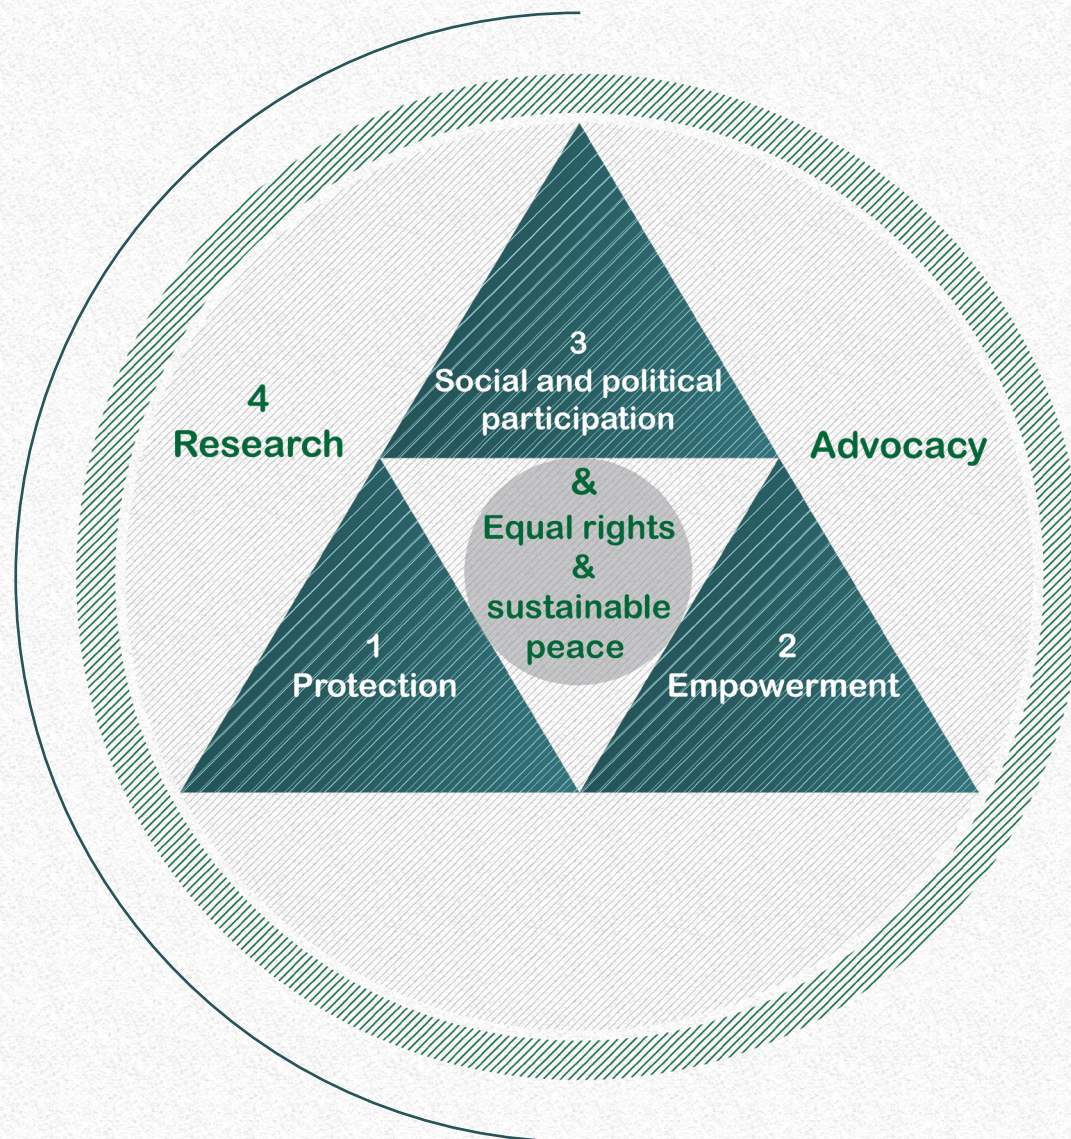 3
Social and political
participation
4
Research
Advocacy
&
Equal rights
&
sustainable
peace
1
Protection
2
Empowerment